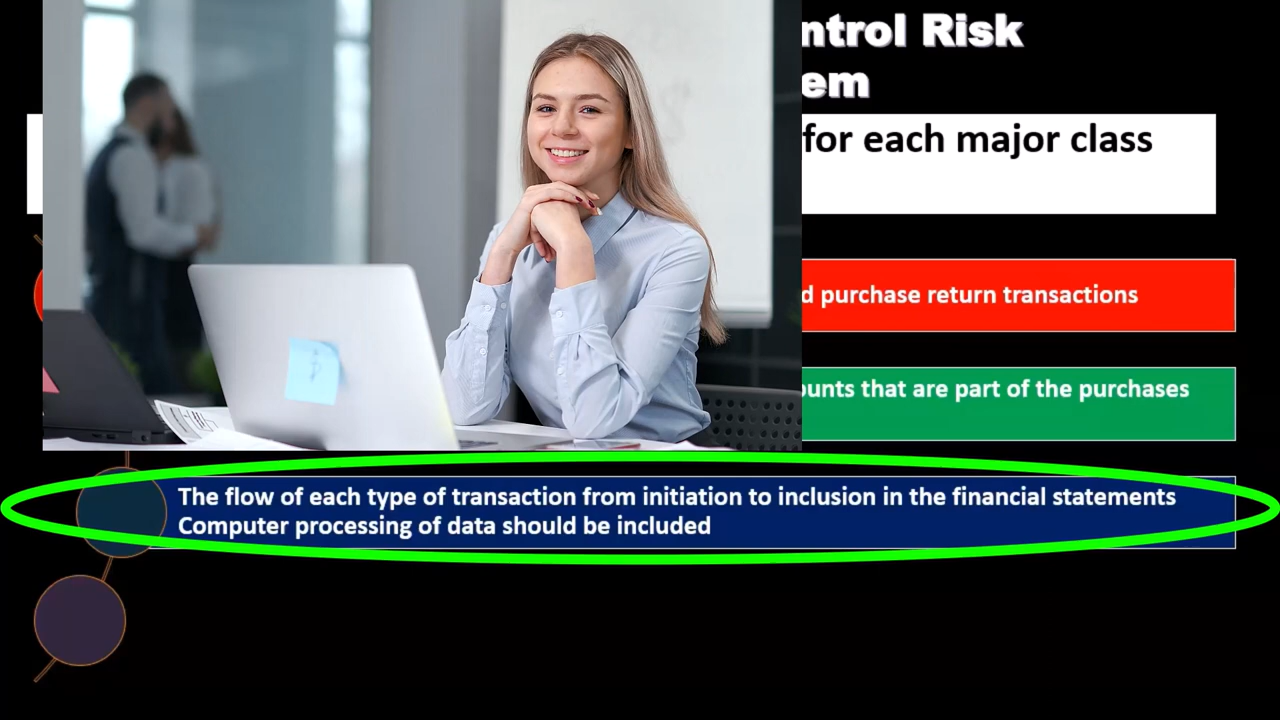 ntrol Risk
em
for each major class
d purchase return transactions
ounts that are part of the purchases
The flow of each type of transaction from initiation to inclusion in the financial statements
Computer processing of data should be included